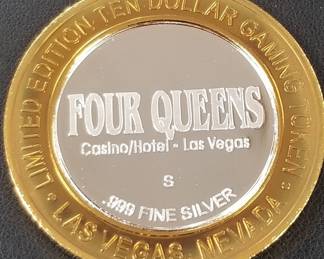 LIMITED EDITION TEN DOLLAR GAMING TOKEN
FOUR QUEENS
Casino/Hotel - Las Vegas
S
.999 FINE SILVER
• LAS VEGAS, NEVADA •